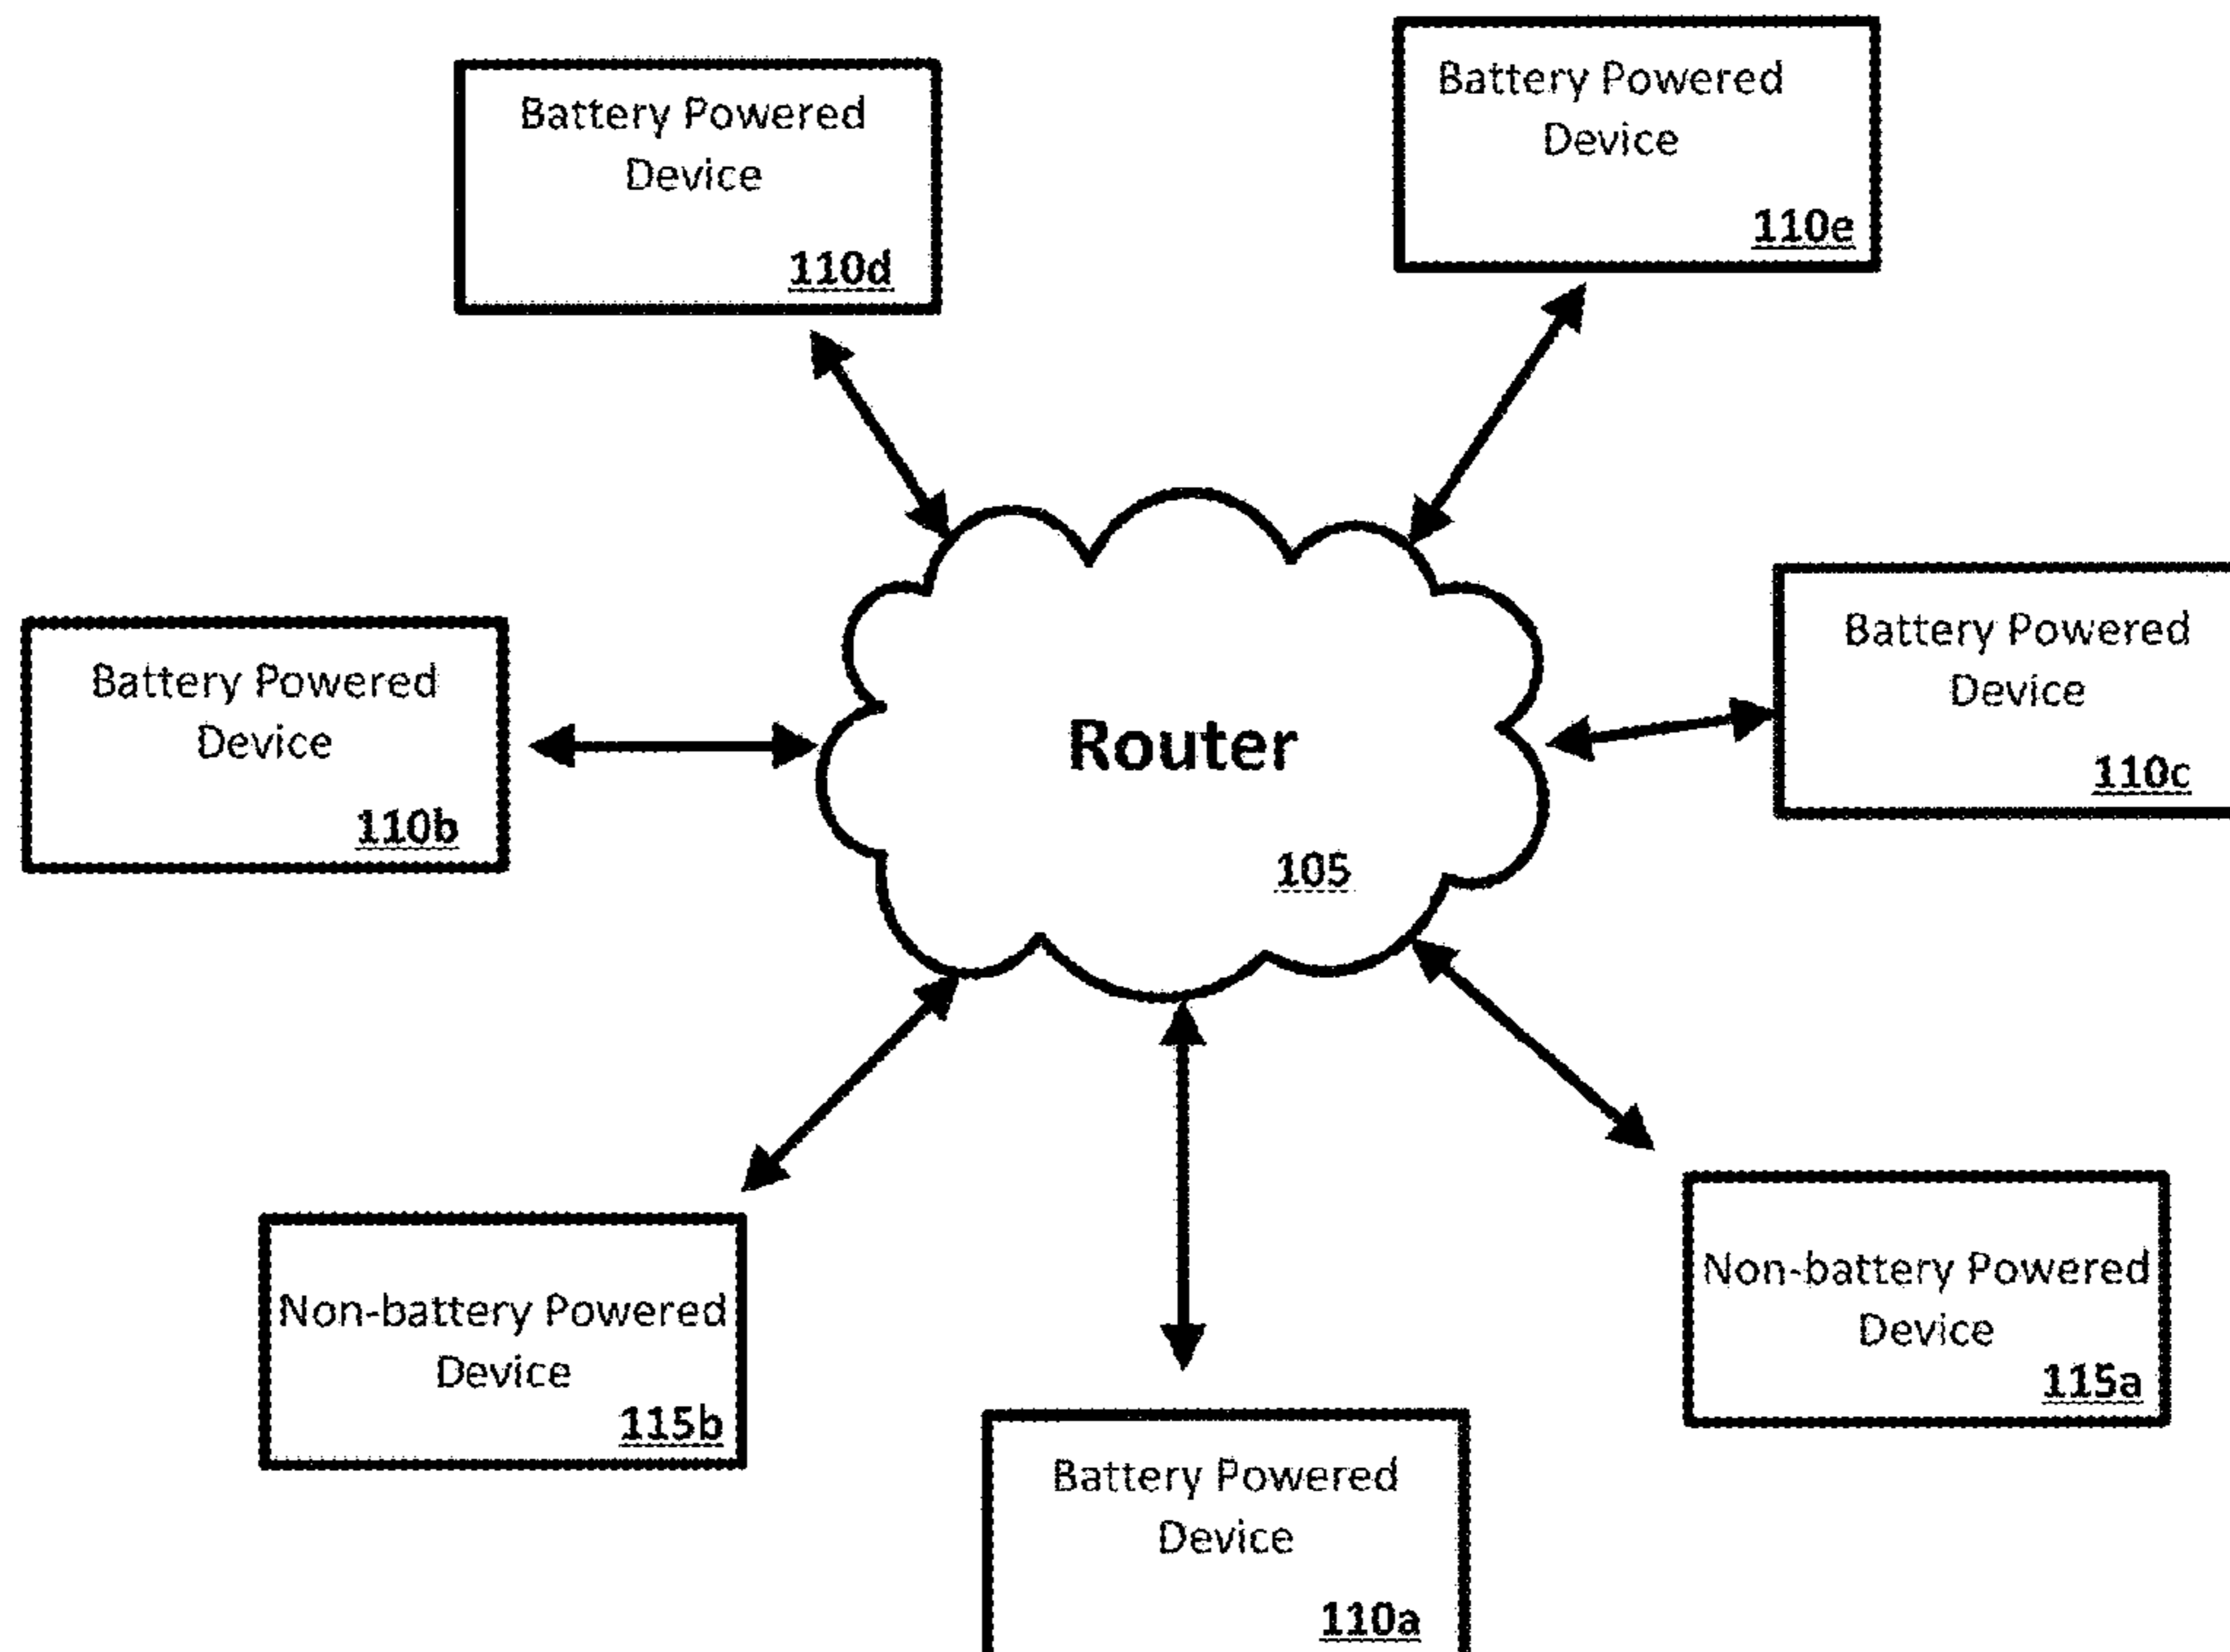 Battery Powered
Device
110d
Battery Powered
Device
110e
Battery Powered
Device
110b
Router
105
Battery Powered
Device
110c
Non-battery Powered
Device
115b
Battery Powered
Device
110a
Non-battery Powered
Device
115a